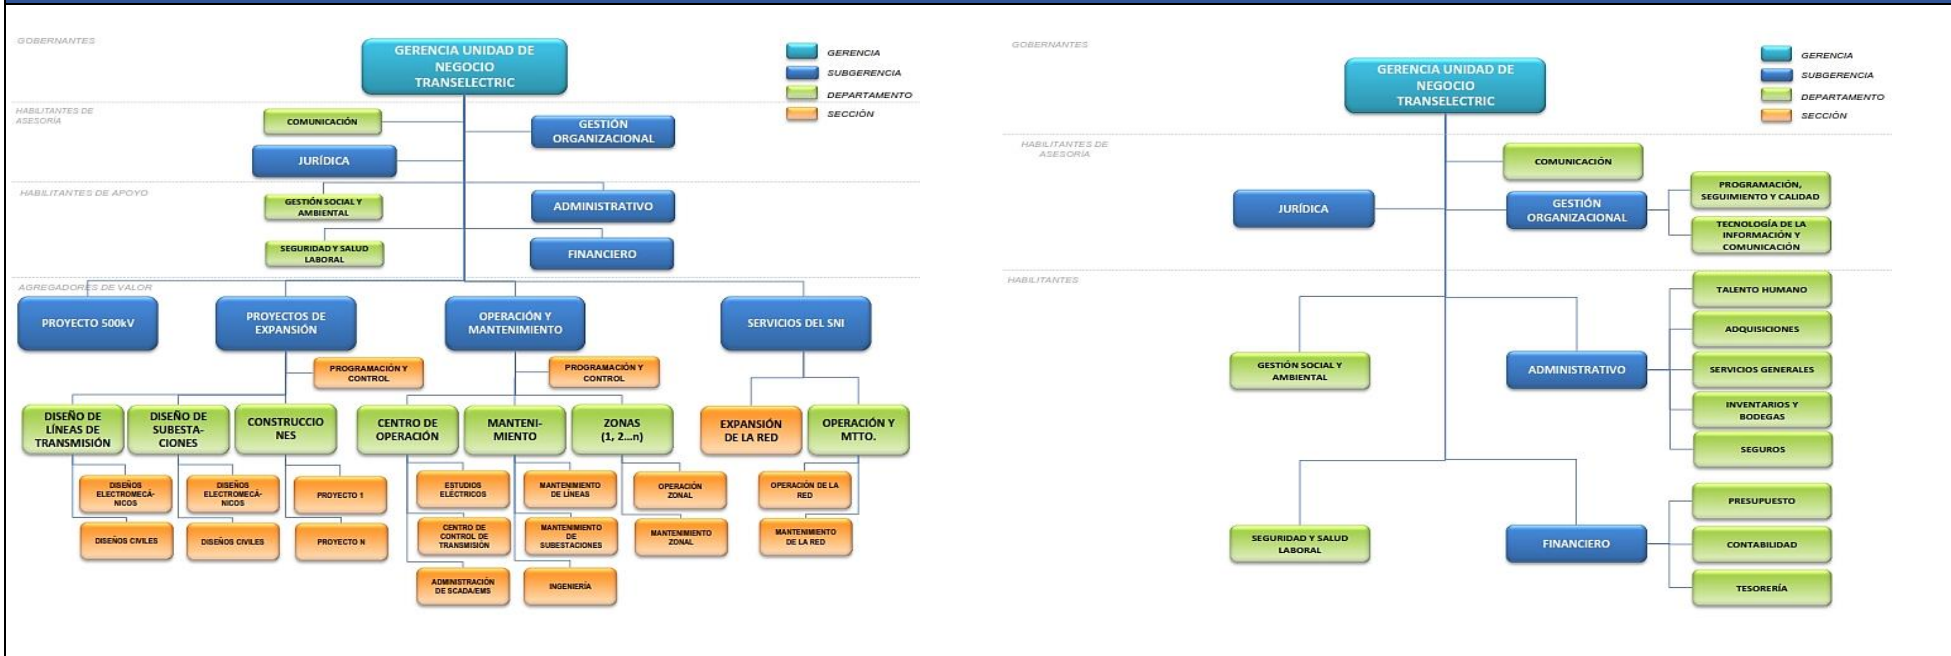 GOBERNANTES
GERENCIA UNIDAD DE
NEGOCIO
TRANSELECTRIC
GERENCIA
SUBGERENCIA
DEPARTAMENTO
SECCIÓN
HABILITANTES DE
ASESORÍA
COMUNICACIÓN
GESTIÓN
ORGANIZACIONAL
JURÍDICA
HABILITANTES DE APOYO
GESTIÓN SOCIAL Y
AMBIENTAL
ADMINISTRATIVO
SEGURIDAD Y SALUD
LABORAL
FINANCIERO
AGREGADORES DE VALOR
PROYECTO 500kV
PROYECTOS DE
EXPANSIÓN
OPERACIÓN Y
MANTENIMIENTO
SERVICIOS DEL SNI
PROGRAMACIÓN Y
CONTROL
PROGRAMACIÓN Y
CONTROL
DISEÑO DE
LÍNEAS DE
TRANSMISIÓN
DISEÑO DE
SUBESTA-
CIONES
CONSTRUCCIO
NES
CENTRO DE
OPERACIÓN
MANTENI-
MIENTO
ZONAS
(1, 2...n)
EXPANSIÓN
DE LA RED
OPERACIÓN Y
MTTO.
DISEÑOS
ELECTROMECÁ-
NICOS
DISEÑOS
ELECTROMECÁ-
NICOS
PROYECTO 1
ESTUDIOS
ELÉCTRICOS
MANTENIMIENTO
DE LÍNEAS
OPERACIÓN
ZONAL
OPERACIÓN DE LA
RED
DISEÑOS CIVILES
DISEÑOS CIVILES
PROYECTO N
CENTRO DE
CONTROL DE
TRANSMISIÓN
MANTENIMIENTO
DE
SUBESTACIONES
MANTENIMIENTO
ZONAL
MANTENIMIENTO
DE LA RED
ADMINISTRACIÓN
DE SCADA/EMS
INGENIERÍA
GOBERNANTES
GERENCIA UNIDAD DE
NEGOCIO
TRANSELECTRIC
GERENCIA
SUBGERENCIA
DEPARTAMENTO
SECCIÓN
HABILITANTES DE
ASESORIA
COMUNICACIÓN
JURÍDICA
GESTIÓN
ORGANIZACIONAL
PROGRAMACIÓN,
SEGUIMIENTO Y CALIDAD
TECNOLOGÍA DE LA
INFORMACIÓN Y
COMUNICACIÓN
HABILITANTES
TALENTO HUMANO
ADQUISICIONES
GESTIÓN SOCIAL Y
AMBIENTAL
ADMINISTRATIVO
SERVICIOS GENERALES
INVENTARIOS Y
BODEGAS
SEGUROS
PRESUPUESTO
SEGURIDAD Y SALUD
LABORAL
FINANCIERO
CONTABILIDAD
TESORERÍA